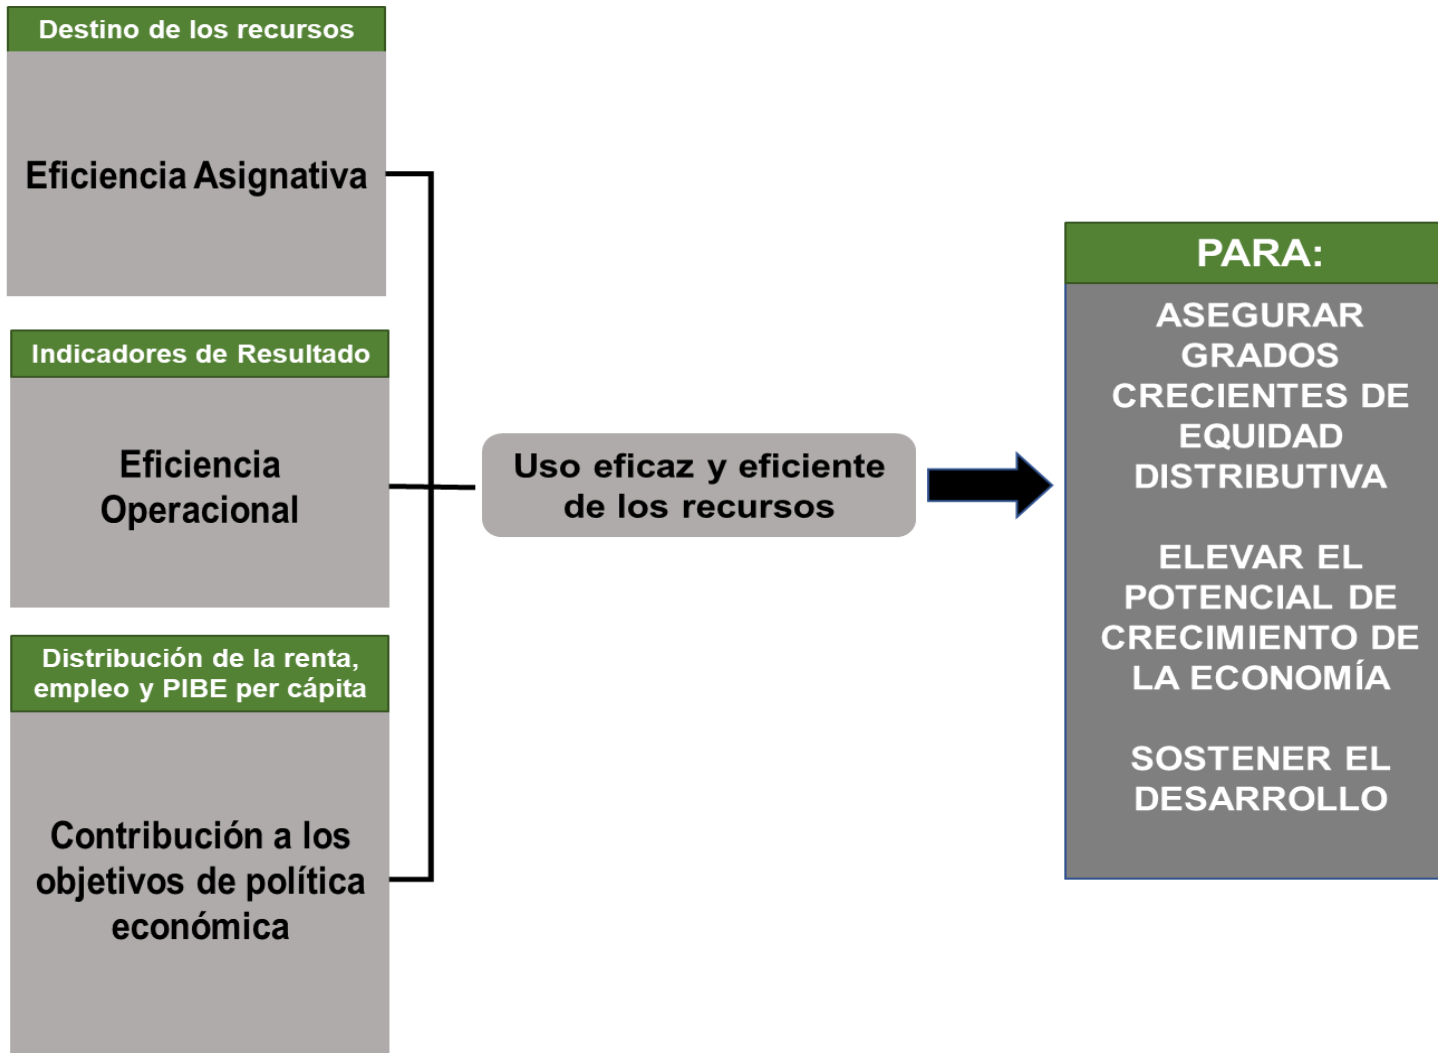 Destino de los recursos
Eficiencia Asignativa
Indicadores de Resultado
Eficiencia
Operacional
Distribución de la renta,
empleo y PIBE per cápita
Contribución a los
objetivos de política
económica
Uso eficaz y eficiente
de los recursos
PARA:
ASEGURAR
GRADOS
CRECIENTES DE
EQUIDAD
DISTRIBUTIVA
ELEVAR EL
POTENCIAL DE
CRECIMIENTO DE
LA ECONOMÍA
SOSTENER EL
DESARROLLO